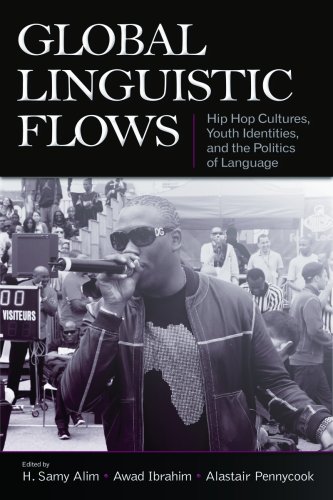 GLOBAL
LINGUISTIC
FLOWS
Hip Hop Cultures,
Youth Identities,
and the Politics
of Language
DG
00
VISITEURS
Edited by
H. Samy Alim • Awad Ibrahim • Alastair Pennycook